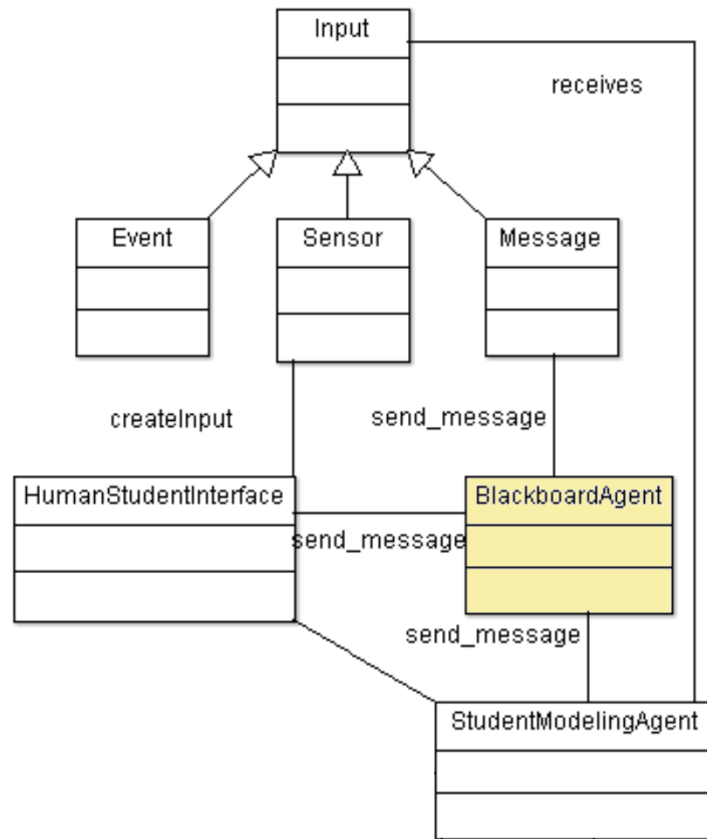 Input
receives
Event
Sensor
Message
createInput
send_message
HumanStudentInterface
BlackboardAgent
send_message
send_message
StudentModelingAgent